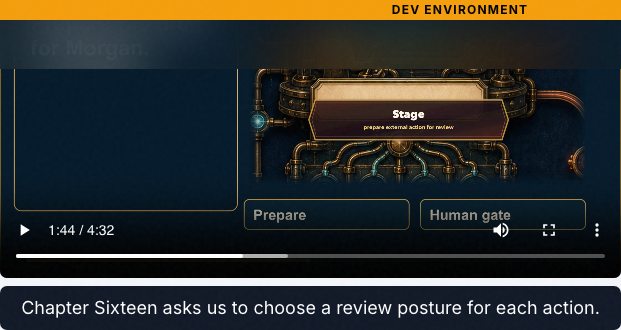 DEV ENVIRONMENT
for Morgan.
Stage
prepare external action for review
Prepare
Human gate
1:44 / 4:32
Chapter Sixteen asks us to choose a review posture for each action.